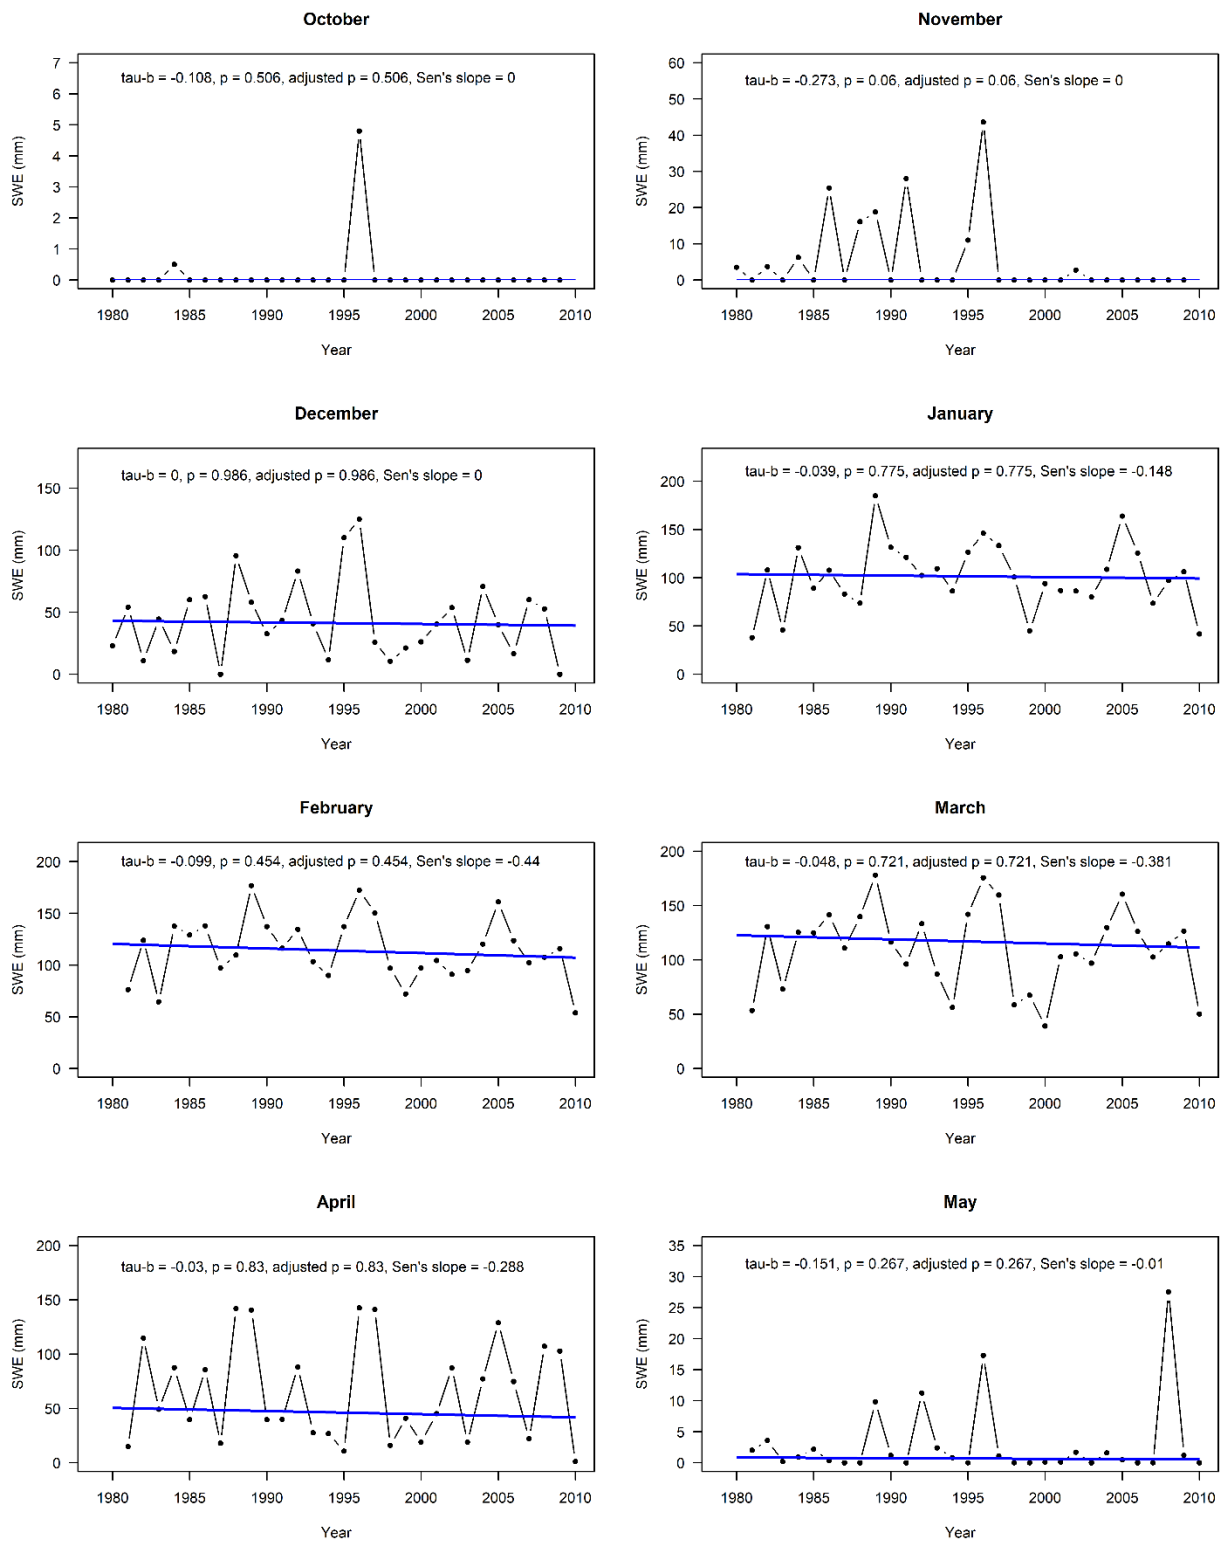 October
tau-b = -0.108, p = 0.506, adjusted p = 0.506, Sen's slope = 0
SWE (mm)
7
6
5
4
3
2
1
0
1980 1985 1990 1995 2000 2005 2010
Year
November
tau-b = -0.273, p = 0.06, adjusted p = 0.06, Sen's slope = 0
SWE (mm)
60
50
40
30
20
10
0
1980 1985 1990 1995 2000 2005 2010
Year
December
tau-b = 0, p = 0.986, adjusted p = 0.986, Sen's slope = 0
SWE (mm)
150
100
50
0
1980 1985 1990 1995 2000 2005 2010
Year
January
tau-b = -0.039, p = 0.775, adjusted p = 0.775, Sen's slope = -0.148
SWE (mm)
200
150
100
50
0
1980 1985 1990 1995 2000 2005 2010
Year
February
tau-b = -0.099, p = 0.454, adjusted p = 0.454, Sen's slope = -0.44
SWE (mm)
200
150
100
50
0
1980 1985 1990 1995 2000 2005 2010
Year
March
tau-b = -0.048, p = 0.721, adjusted p = 0.721, Sen's slope = -0.381
SWE (mm)
200
150
100
50
0
1980 1985 1990 1995 2000 2005 2010
Year
April
tau-b = -0.03, p = 0.83, adjusted p = 0.83, Sen's slope = -0.288
SWE (mm)
200
150
100
50
0
1980 1985 1990 1995 2000 2005 2010
Year
May
tau-b = -0.151, p = 0.267, adjusted p = 0.267, Sen's slope = -0.01
SWE (mm)
35
30
25
20
15
10
5
0
1980 1985 1990 1995 2000 2005 2010
Year